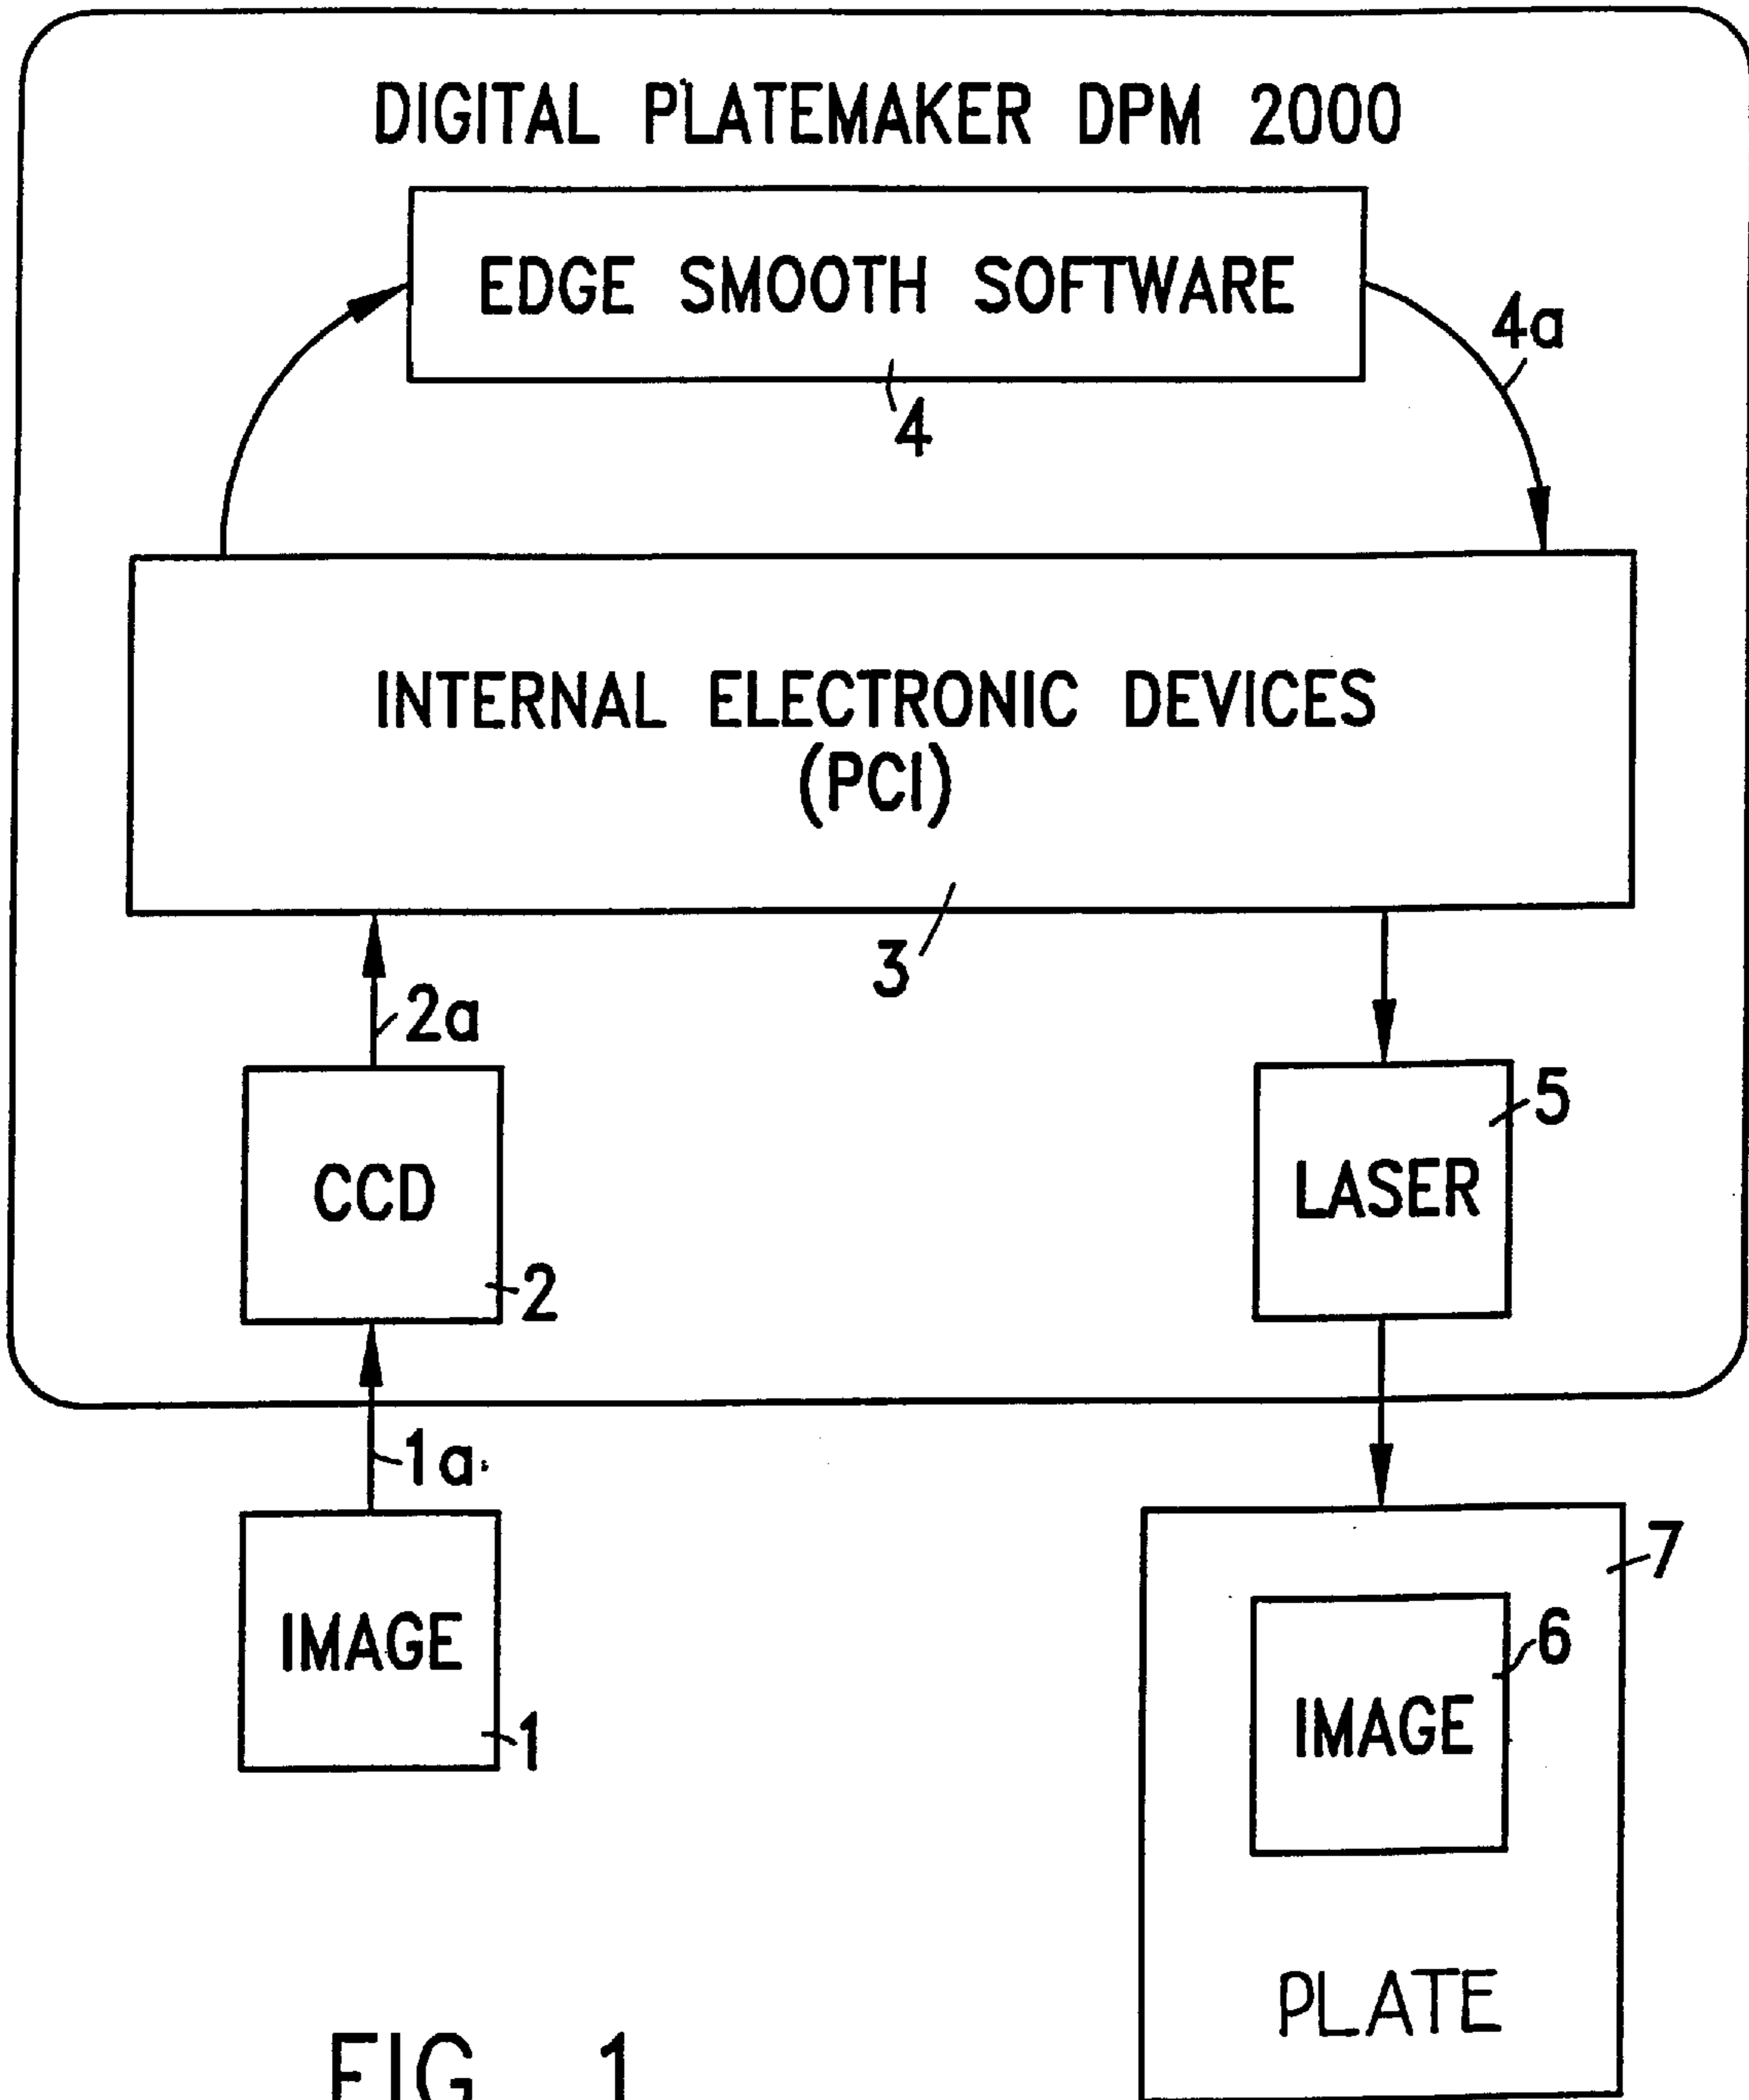 DIGITAL PLATEMAKER DPM 2000
EDGE SMOOTH SOFTWARE
4a
4
INTERNAL ELECTRONIC DEVICES
(PCI)
3
2a
5
CCD
LASER
2
1a
7
IMAGE
6
1
IMAGE
PLATE
FIG. 1